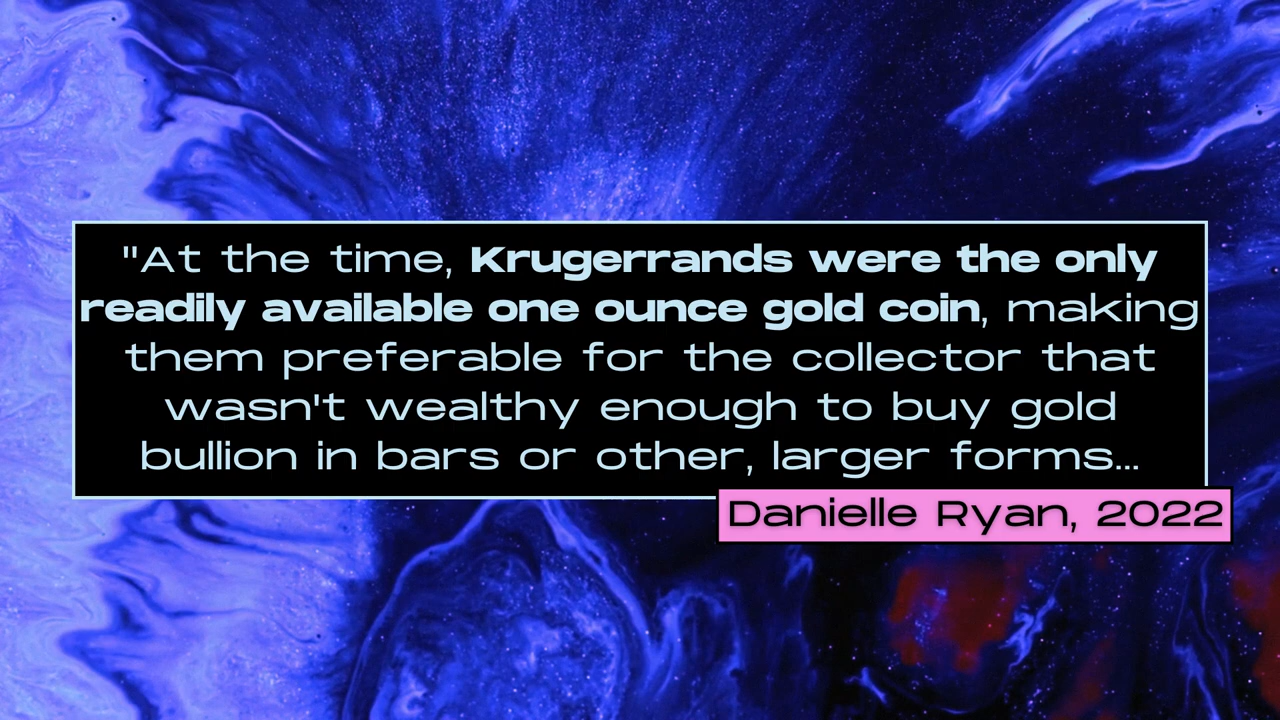 "At the time, Krugerrands were the only
readily available one ounce gold coin, making
them preferable for the collector that
wasn't wealthy enough to buy gold
bullion in bars or other, larger forms...
Danielle Ryan, 2022